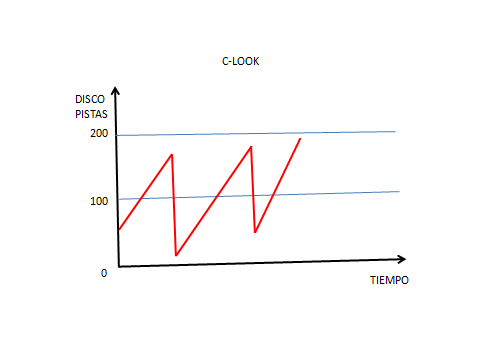 C-LOOK
DISCO
PISTAS
200
100
0
TIEMPO